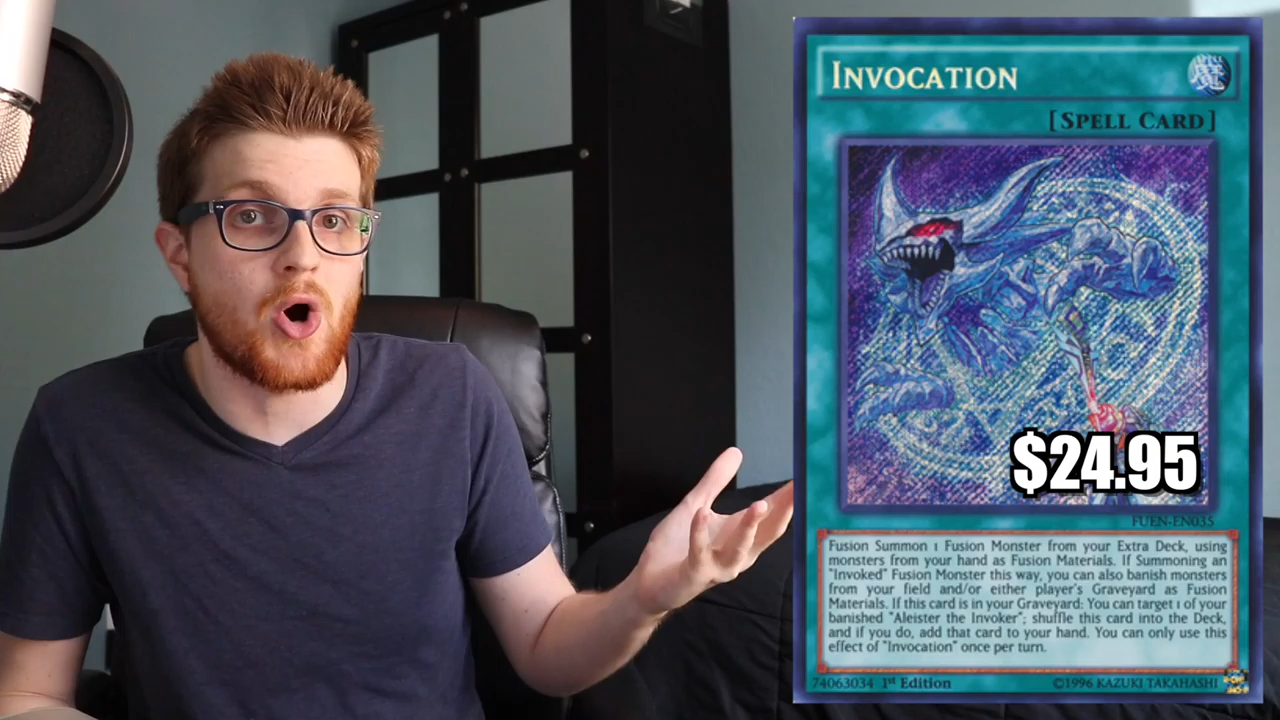 INVOCATION
魔
[SPELL CARD]
$24.95
FUEN-EN035
Fusion Summon 1 Fusion Monster from your Extra Deck, using
monsters from your hand as Fusion Materials. If Summoning an
"Invoked" Fusion Monster this way, you can also banish monsters
from your field and/or either player's Graveyard as Fusion
Materials. If this card is in your Graveyard: You can target 1 of your
banished "Aleister the Invoker"; shuffle this card into the Deck,
and if you do, add that card to your hand. You can only use this
effect of "Invocation" once per turn.
74063034 1st Edition ©1996 KAZUKI TAKAHASHI